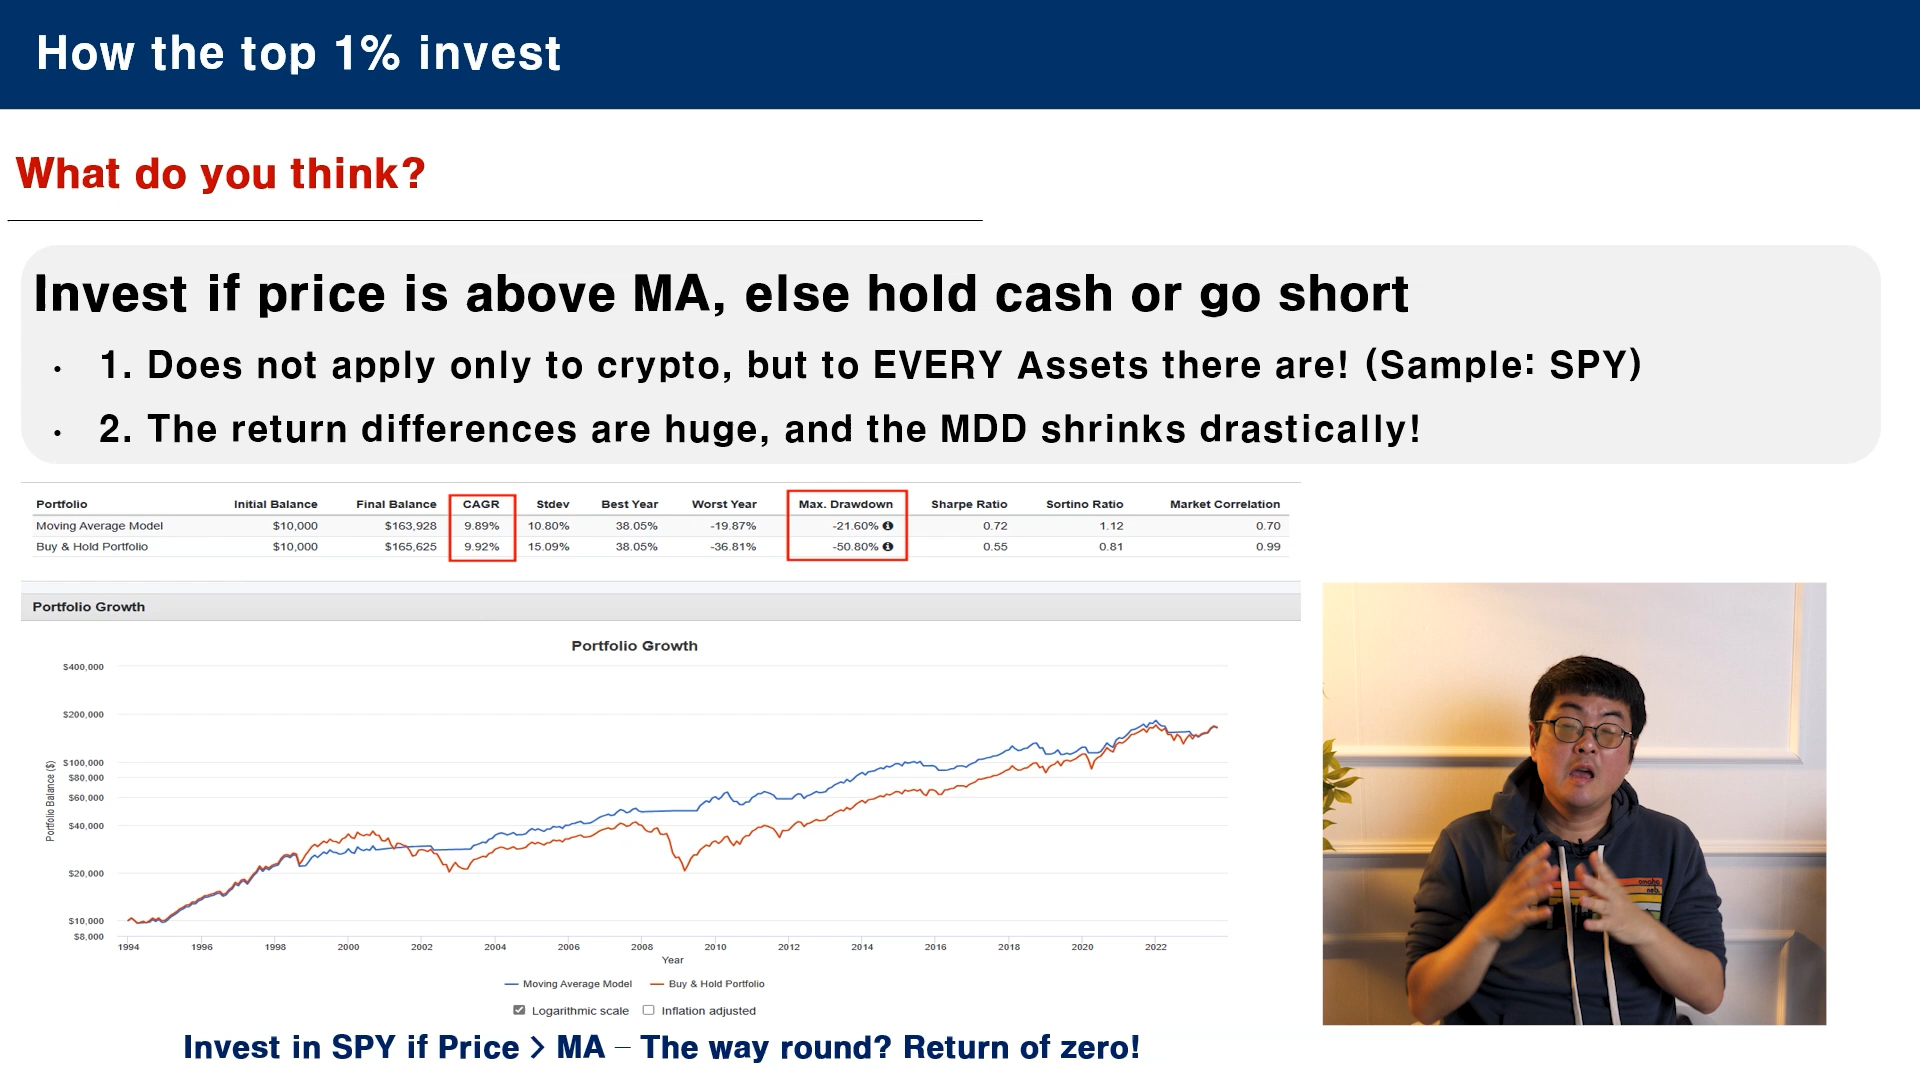 How the top 1% invest
What do you think?
Invest if price is above MA, else hold cash or go short
• 1. Does not apply only to crypto, but to EVERY Assets there are! (Sample: SPY)
• 2. The return differences are huge, and the MDD shrinks drastically!
Portfolio Initial Balance Final Balance CAGR Stdev Best Year Worst Year Max. Drawdown Sharpe Ratio Sortino Ratio Market Correlation
Moving Average Model $10,000 $163,928 9.89% 10.80% 38.05% -19.87% -21.60% 0.72 1.12 0.70
Buy & Hold Portfolio $10,000 $165,625 9.92% 15.09% 38.05% -36.81% -50.80% 0.55 0.81 0.99
Portfolio Growth
Portfolio Growth
$400,000
$200,000
$100,000
$80,000
$60,000
$40,000
$20,000
$10,000
$8,000
Portfolio Balance ($)
1994 1996 1998 2000 2002 2004 2006 2008 2010 2012 2014 2016 2018 2020 2022
Year
Moving Average Model Buy & Hold Portfolio
Logarithmic scale Inflation adjusted
omaha
neb.
Invest in SPY if Price > MA – The way round? Return of zero!